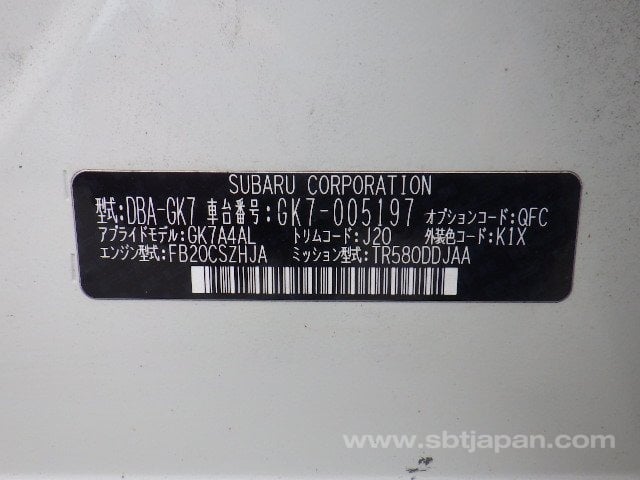 SUBARU CORPORATION
型式:DBA-GK7 車台番号:GK7-005197 オプションコード:QFC
アプライドモデル:GK7A4AL トリムコード:J20 外装色コード:K1X
エンジン型式:FB20CSZHJA ミッション型式:TR580DDJAA
www.sbtjapan.com